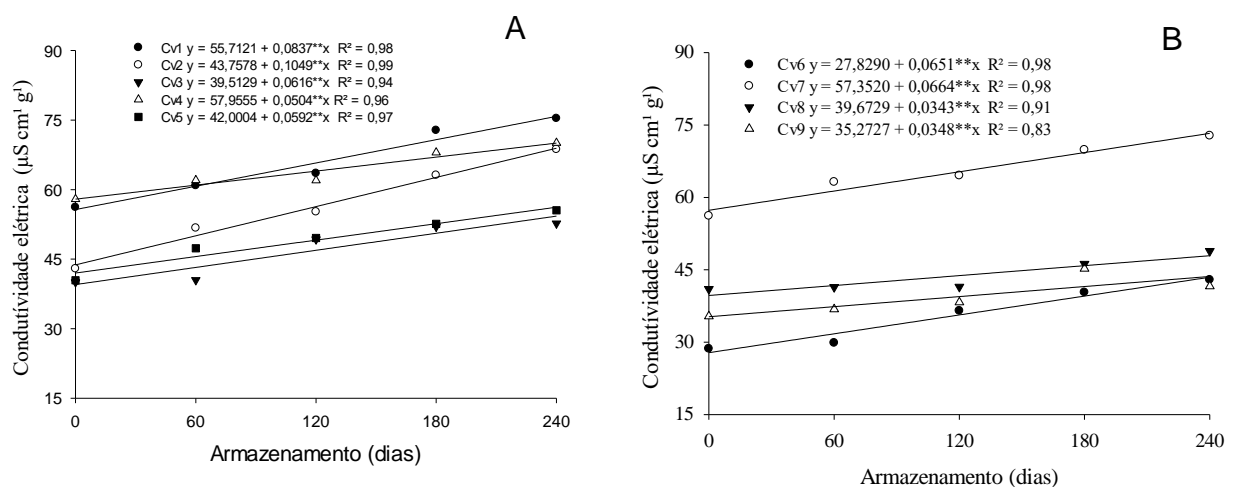 A
Cv1 y = 55,7121 + 0,0837**x R² = 0,98
Cv2 y = 43,7578 + 0,1049**x R² = 0,99
Cv3 y = 39,5129 + 0,0616**x R² = 0,94
Cv4 y = 57,9555 + 0,0504**x R² = 0,96
Cv5 y = 42,0004 + 0,0592**x R² = 0,97
Condutívidade elétrica (µS cm¹ g¹)
90
75
60
45
30
15
0 60 120 180 240
Armazenamento (dias)
B
Cv6 y = 27,8290 + 0,0651**x R² = 0,98
Cv7 y = 57,3520 + 0,0664**x R² = 0,98
Cv8 y = 39,6729 + 0,0343**x R² = 0,91
Cv9 y = 35,2727 + 0,0348**x R² = 0,83
Condutívidade elétrica (µS cm¹ g¹)
90
75
60
45
30
15
0 60 120 180 240
Armazenamento (dias)